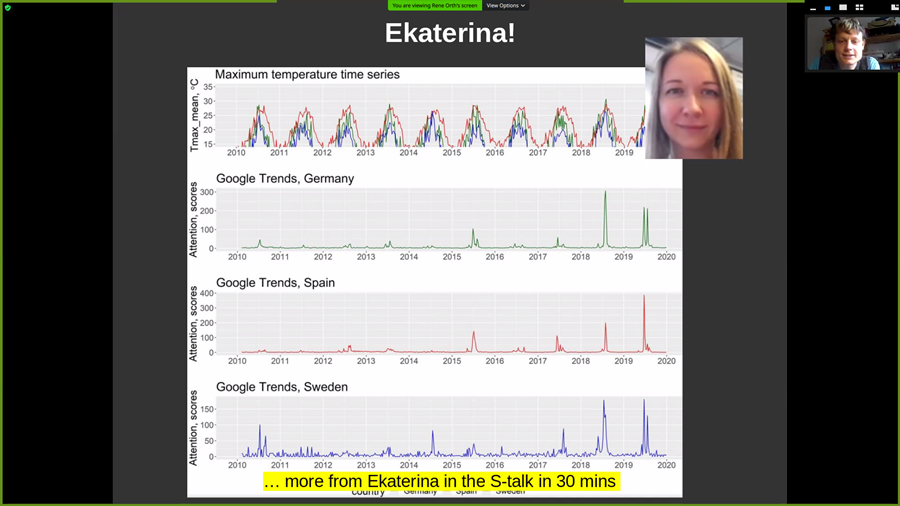 You are viewing Rene Orth's screen View Options
Ekaterina!
Maximum temperature time series
Tmax_mean, °C
35
30
25
20
15
2010 2011 2012 2013 2014 2015 2016 2017 2018 2019
Google Trends, Germany
Attention, scores
300
200
100
0
2010 2011 2012 2013 2014 2015 2016 2017 2018 2019 2020
Google Trends, Spain
Attention, scores
400
300
200
100
0
2010 2011 2012 2013 2014 2015 2016 2017 2018 2019 2020
Google Trends, Sweden
Attention, scores
150
100
50
0
2010 2011 2012 2013 2014 2015 2016 2017 2018 2019 2020
… more from Ekaterina in the S-talk in 30 mins
country Germany Spain Sweden